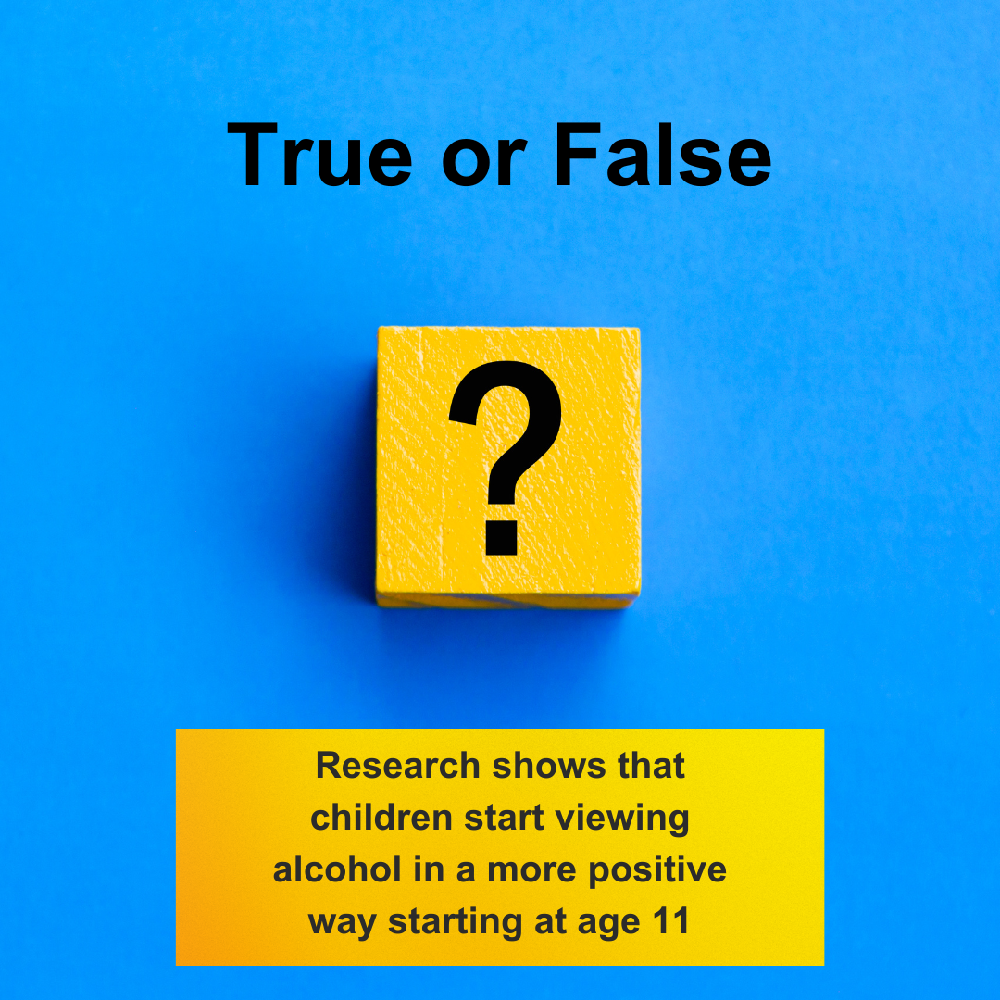 True or False
?
Research shows that
children start viewing
alcohol in a more positive
way starting at age 11